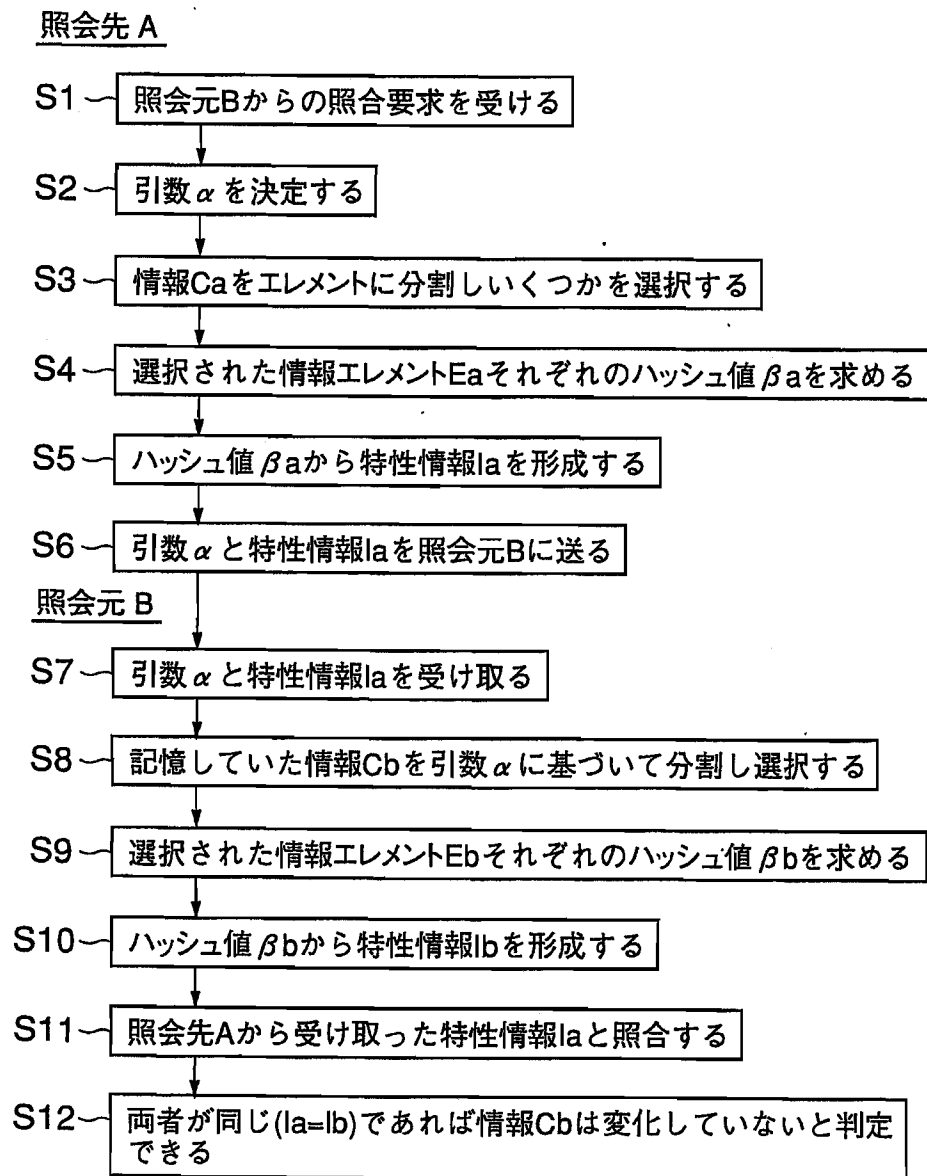 照会先 A
S1 照会元Bからの照合要求を受ける
S2 引数αを決定する
S3 情報Caをエレメントに分割しいくつかを選択する
S4 選択された情報エレメントEaそれぞれのハッシュ値βaを求める
S5 ハッシュ値βaから特性情報Iaを形成する
S6 引数αと特性情報Iaを照会元Bに送る
照会元 B
S7 引数αと特性情報Iaを受け取る
S8 記憶していた情報Cbを引数αに基づいて分割し選択する
S9 選択された情報エレメントEbそれぞれのハッシュ値βbを求める
S10 ハッシュ値βbから特性情報Ibを形成する
S11 照会先Aから受け取った特性情報Iaと照合する
S12 両者が同じ(Ia=Ib)であれば情報Cbは変化していないと判定
できる